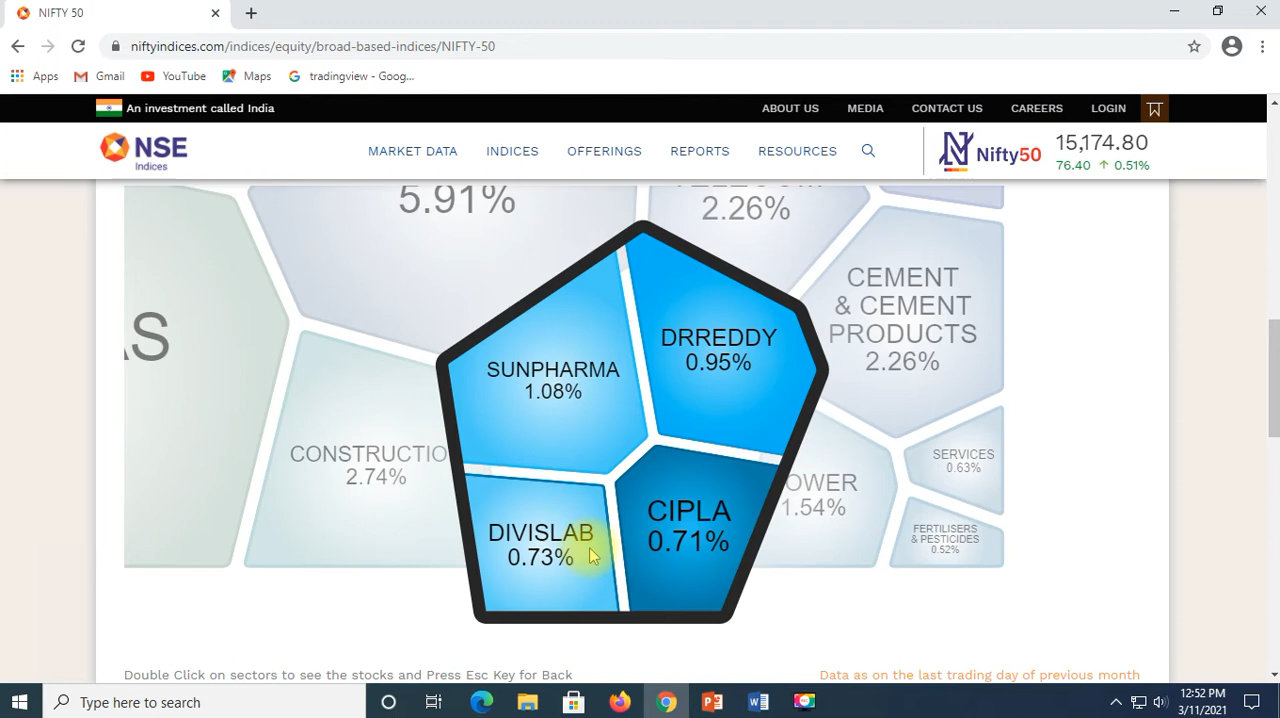 NIFTY 50
niftyindices.com/indices/equity/broad-based-indices/NIFTY-50
Apps Gmail YouTube Maps tradingview - Goog...
An investment called India ABOUT US MEDIA CONTACT US CAREERS LOGIN
NSE Indices MARKET DATA INDICES OFFERINGS REPORTS RESOURCES Nifty50 15,174.80
76.40 ↑ 0.51%
5.91%
2.26%
CEMENT
& CEMENT
PRODUCTS
2.26%
AS
DRREDDY
0.95%
SUNPHARMA
1.08%
CONSTRUCTIO
2.74%
SERVICES
0.63%
OWER
1.54%
CIPLA
0.71%
DIVISLAB
0.73%
FERTILISERS
& PESTICIDES
0.52%
Double Click on sectors to see the stocks and Press Esc Key for Back Data as on the last trading day of previous month
Type here to search 12:52 PM
3/11/2021